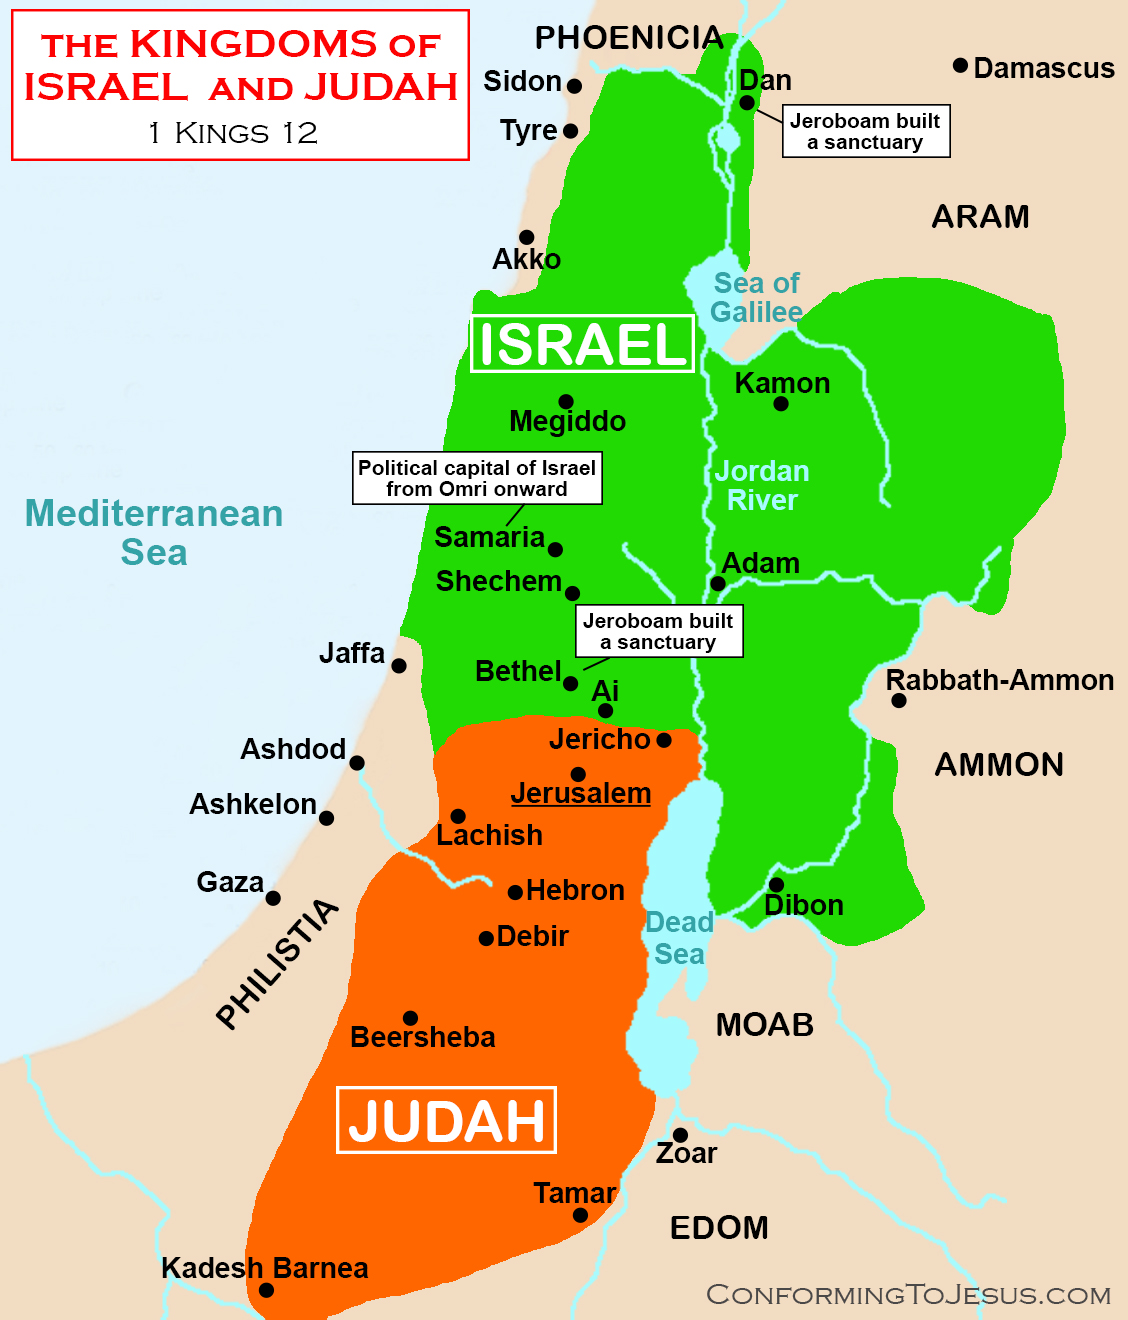 THE KINGDOMS OF
ISRAEL AND JUDAH
1 KINGS 12
PHOENICIA
Sidon
Dan
Damascus
Tyre
Jeroboam built
a sanctuary
ARAM
Akko
Sea of
Galilee
ISRAEL
Kamon
Megiddo
Political capital of Israel
from Omri onward
Jordan
River
Mediterranean
Sea
Samaria
Adam
Shechem
Jeroboam built
a sanctuary
Jaffa
Bethel
Ai
Rabbath-Ammon
Jericho
Ashdod
AMMON
Jerusalem
Ashkelon
Lachish
Gaza
Hebron
Dibon
Dead
Sea
Debir
PHILISTIA
MOAB
Beersheba
JUDAH
Zoar
Tamar
EDOM
Kadesh Barnea
CONFORMINGTOJESUS.COM